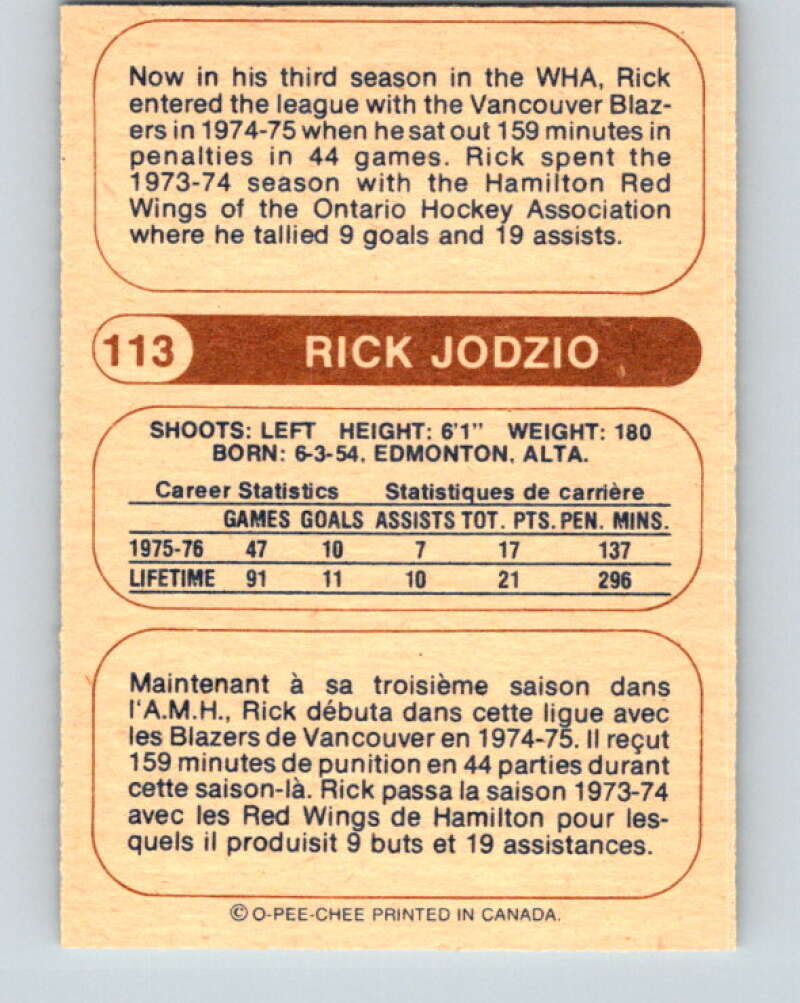 Now in his third season in the WHA, Rick
entered the league with the Vancouver Blaz-
ers in 1974-75 when he sat out 159 minutes in
penalties in 44 games. Rick spent the
1973-74 season with the Hamilton Red
Wings of the Ontario Hockey Association
where he tallied 9 goals and 19 assists.
113 RICK JODZIO
SHOOTS: LEFT HEIGHT: 6'1" WEIGHT: 180
BORN: 6-3-54, EDMONTON, ALTA.
Career Statistics Statistiques de carrière
GAMES GOALS ASSISTS TOT. PTS. PEN. MINS.
1975-76 47 10 7 17 137
LIFETIME 91 11 10 21 296
Maintenant à sa troisième saison dans
l'A.M.H., Rick débuta dans cette ligue avec
les Blazers de Vancouver en 1974-75. Il reçut
159 minutes de punition en 44 parties durant
cette saison-là. Rick passa la saison 1973-74
avec les Red Wings de Hamilton pour les-
quels il produisit 9 buts et 19 assistances.
© O-PEE-CHEE PRINTED IN CANADA.